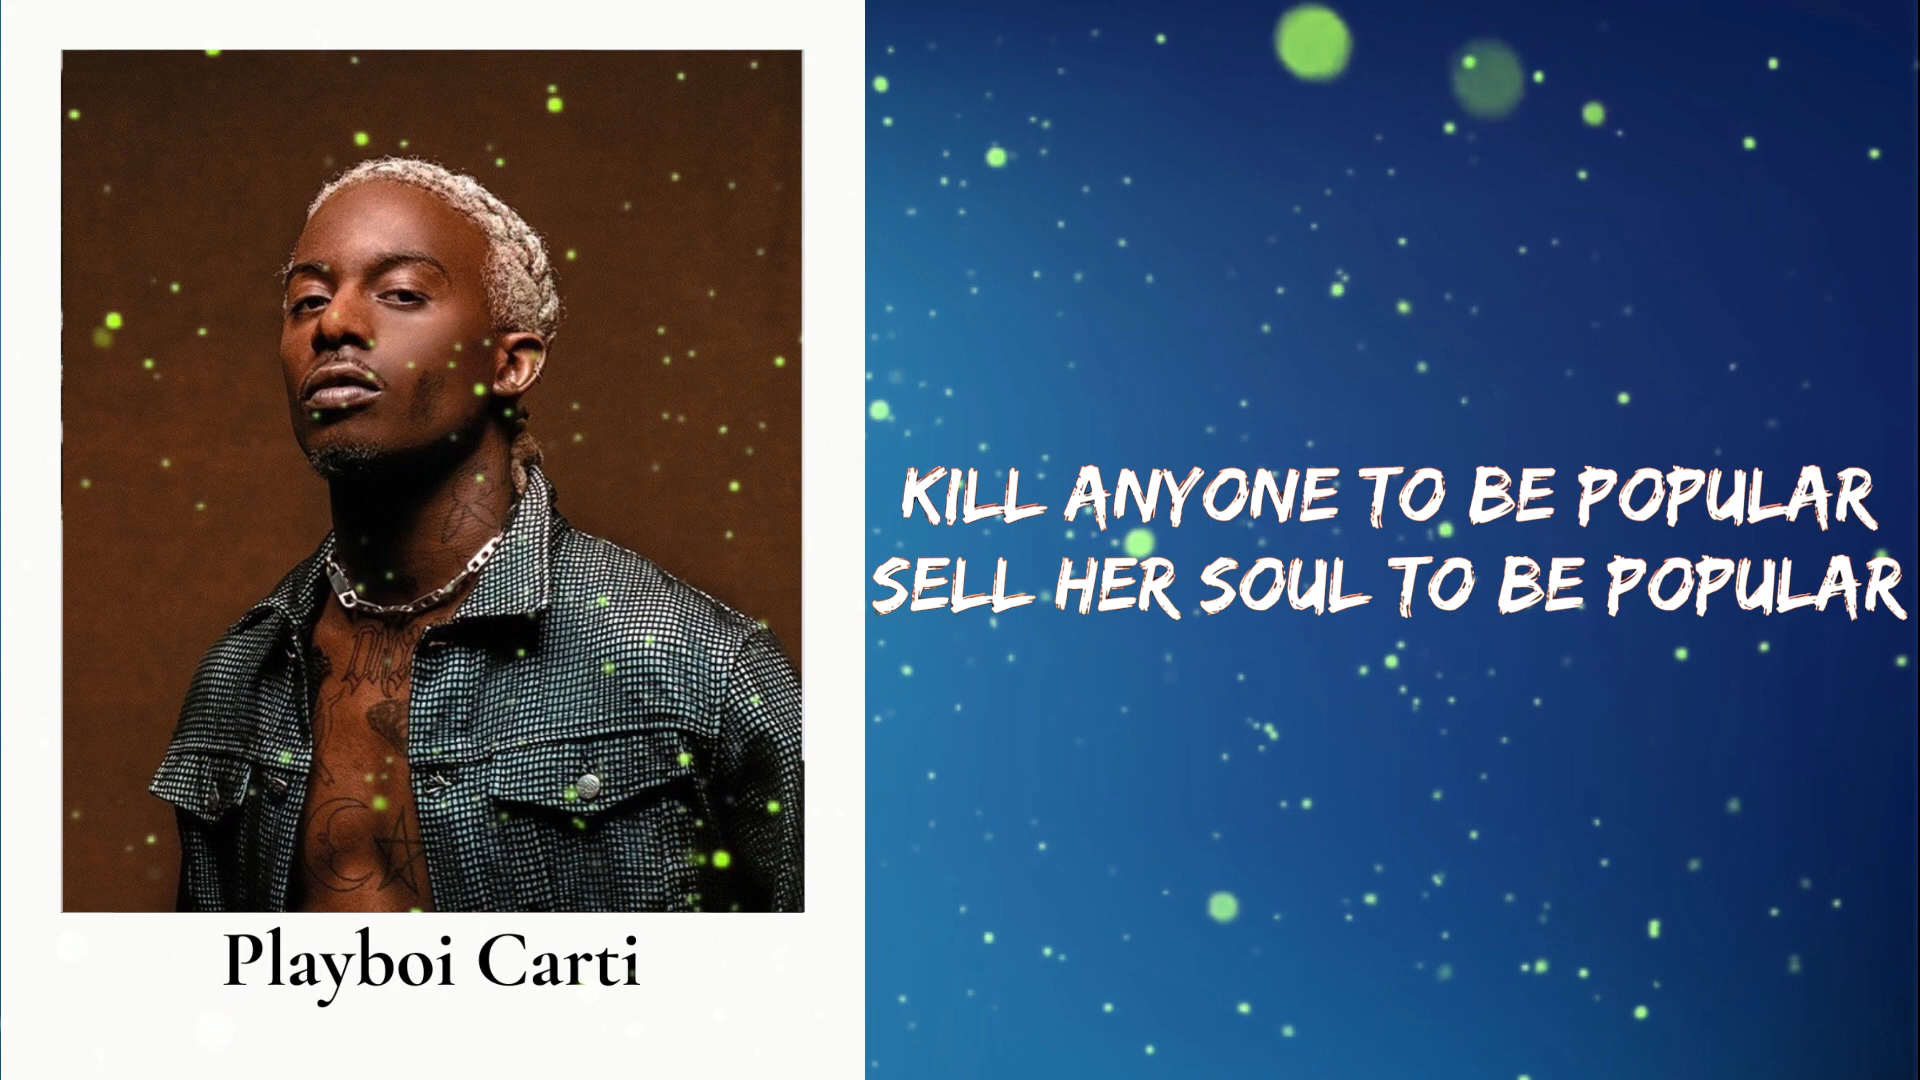 Playboi Carti
KILL ANYONE TO BE POPULAR
SELL HER SOUL TO BE POPULAR